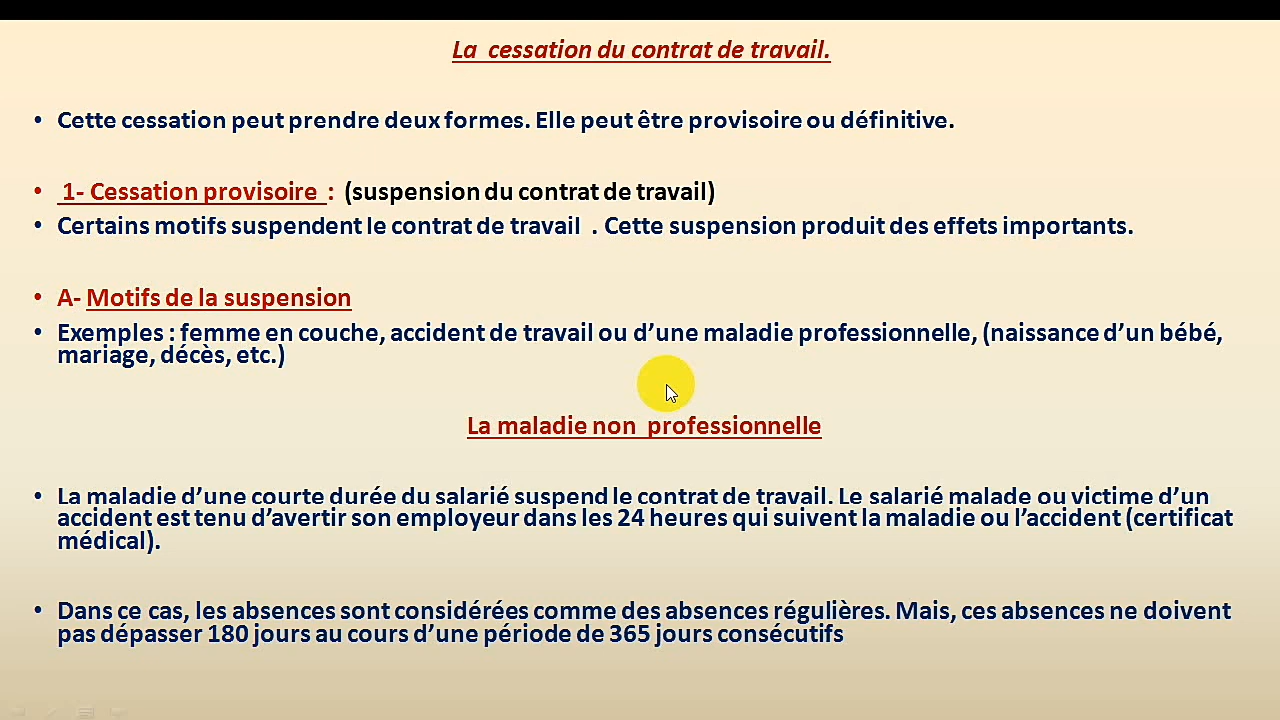 La cessation du contrat de travail.
• Cette cessation peut prendre deux formes. Elle peut être provisoire ou définitive.
• 1- Cessation provisoire : (suspension du contrat de travail)
• Certains motifs suspendent le contrat de travail . Cette suspension produit des effets importants.
• A- Motifs de la suspension
• Exemples : femme en couche, accident de travail ou d’une maladie professionnelle, (naissance d’un bébé,
mariage, décès, etc.)
La maladie non professionnelle
• La maladie d’une courte durée du salarié suspend le contrat de travail. Le salarié malade ou victime d’un
accident est tenu d’avertir son employeur dans les 24 heures qui suivent la maladie ou l’accident (certificat
médical).
• Dans ce cas, les absences sont considérées comme des absences régulières. Mais, ces absences ne doivent
pas dépasser 180 jours au cours d’une période de 365 jours consécutifs